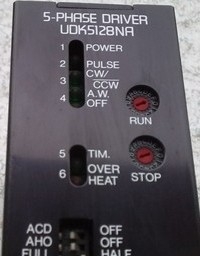 5-PHASE DRIVER
UDK5128NA
1 POWER
2 PULSE
3 CW/
CCW
4 A.W.
OFF
RUN
5 TIM.
6 OVER
HEAT
STOP
ACD OFF
AHO OFF
FULL HALF